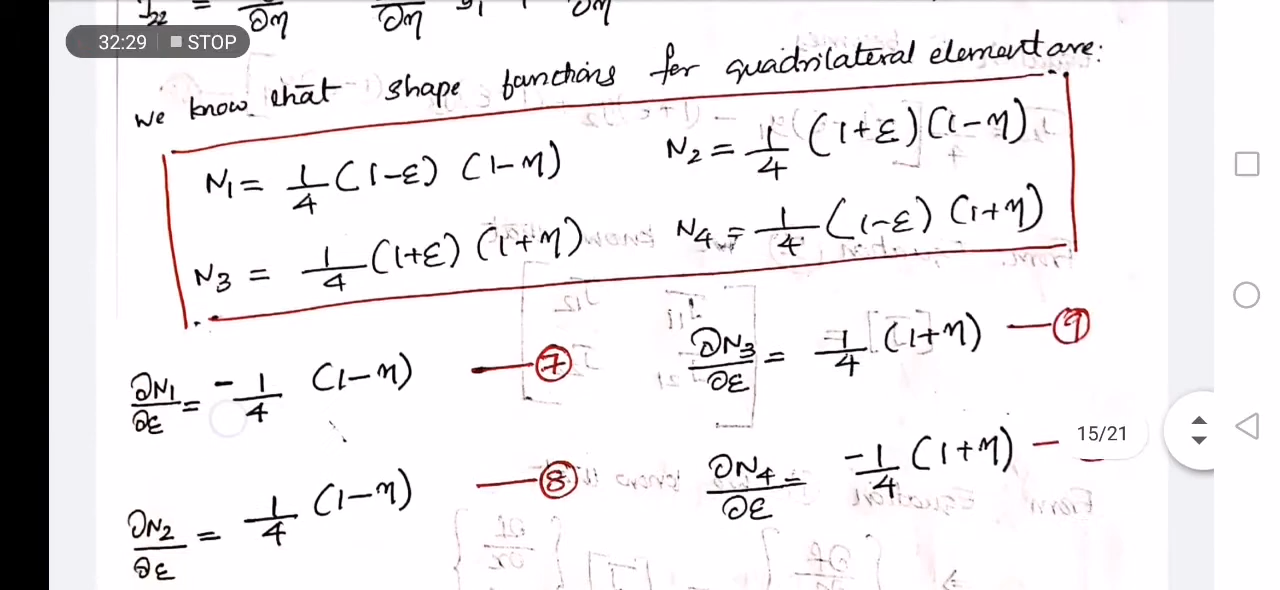 J22 = ∂η ∂η y1 + ∂η
32:29 STOP
we know that shape functions for quadrilateral element are:
N1 = 1/4 (1-ε) (1-η) N2 = 1/4 (1+ε) (1-η)
N3 = 1/4 (1+ε) (1+η) N4 = 1/4 (1-ε) (1+η)
∂N1/∂ε = -1/4 (1-η) — 7 ∂N3/∂ε = 1/4 (1+η) — 9
∂N2/∂ε = 1/4 (1-η) — 8 ∂N4/∂ε = -1/4 (1+η) —
15/21